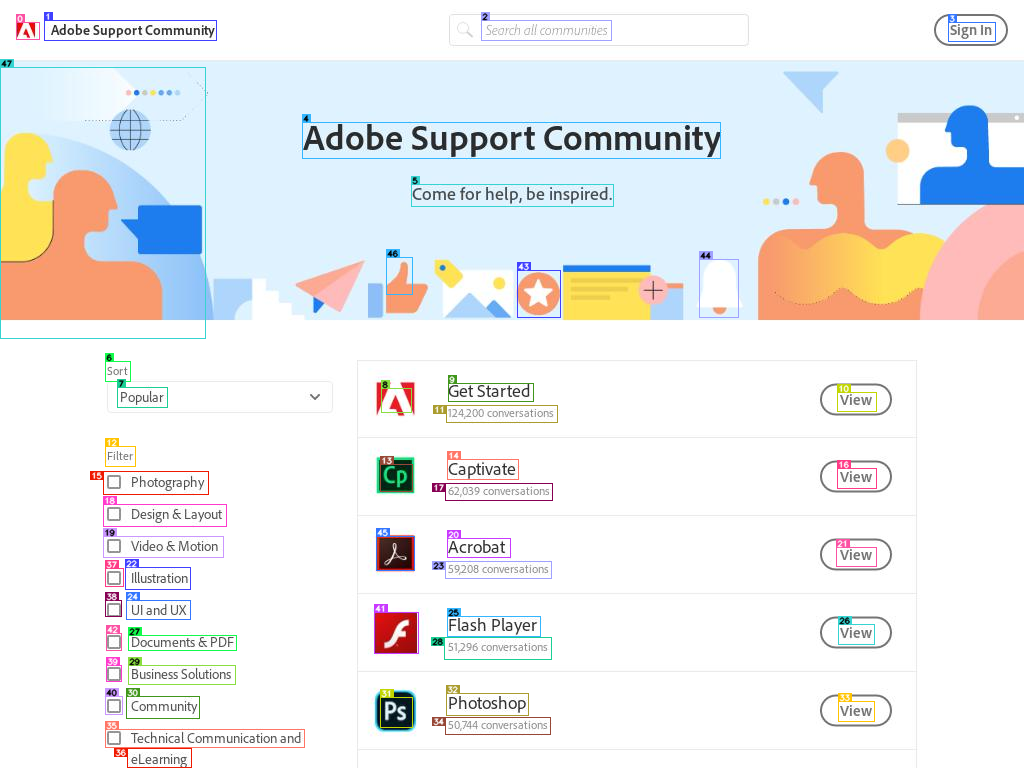 Adobe Support Community
Search all communities
Sign In
Adobe Support Community
Come for help, be inspired.
Sort
Popular
Filter
Photography
Design & Layout
Video & Motion
Illustration
UI and UX
Documents & PDF
Business Solutions
Community
Technical Communication and
eLearning
Get Started
124,200 conversations
View
Cp
Captivate
62,039 conversations
View
Acrobat
59,208 conversations
View
Flash Player
51,296 conversations
View
Ps
Photoshop
50,744 conversations
View